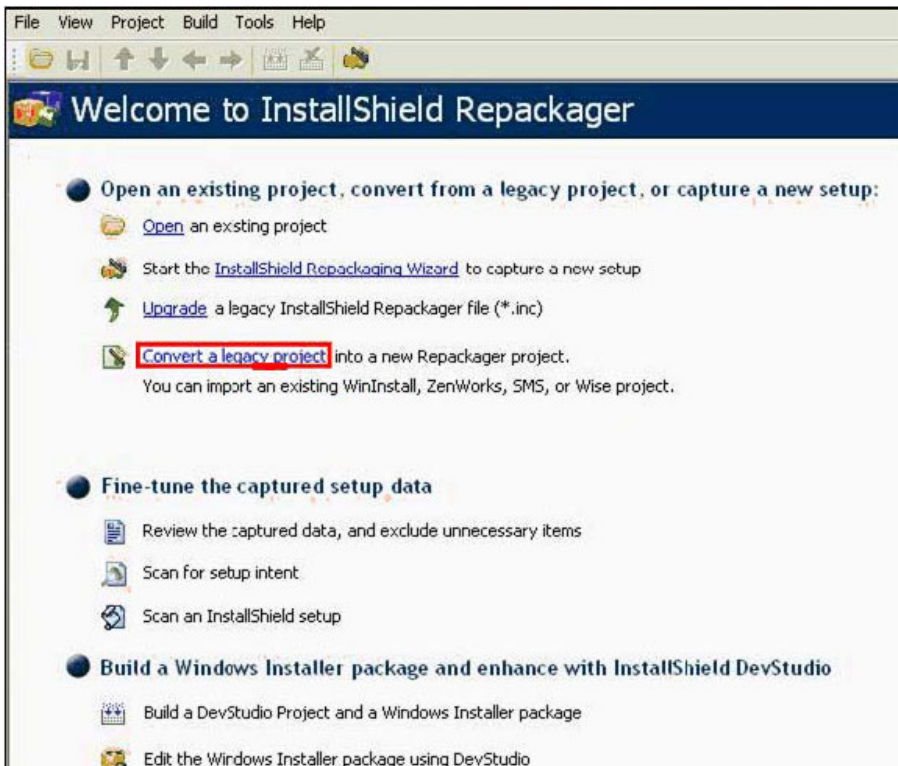 File View Project Build Tools Help
Welcome to InstallShield Repackager
Open an existing project, convert from a legacy project, or capture a new setup:
Open an existing project
Start the InstallShield Repackaging Wizard to capture a new setup
Upgrade a legacy InstallShield Repackager file (*.inc)
Convert a legacy project into a new Repackager project.
You can import an existing WinInstall, ZenWorks, SMS, or Wise project.
Fine-tune the captured setup data
Review the captured data, and exclude unnecessary items
Scan for setup intent
Scan an InstallShield setup
Build a Windows Installer package and enhance with InstallShield DevStudio
Build a DevStudio Project and a Windows Installer package
Edit the Windows Installer package using DevStudio